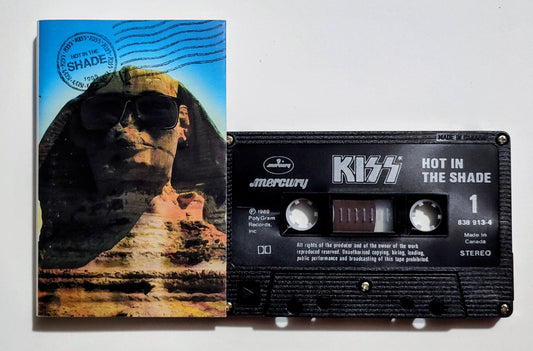 HOT IN THE
SHADE
MADE IN CANADA
mercury
KISS
HOT IN
THE SHADE
1
℗ 1989
PolyGram
Records,
Inc
838 913-4
Made in
Canada
STEREO
All rights of the producer and of the owner of the work
reproduced reserved. Unauthorised copying, hiring, lending,
public performance and broadcasting of this tape prohibited.